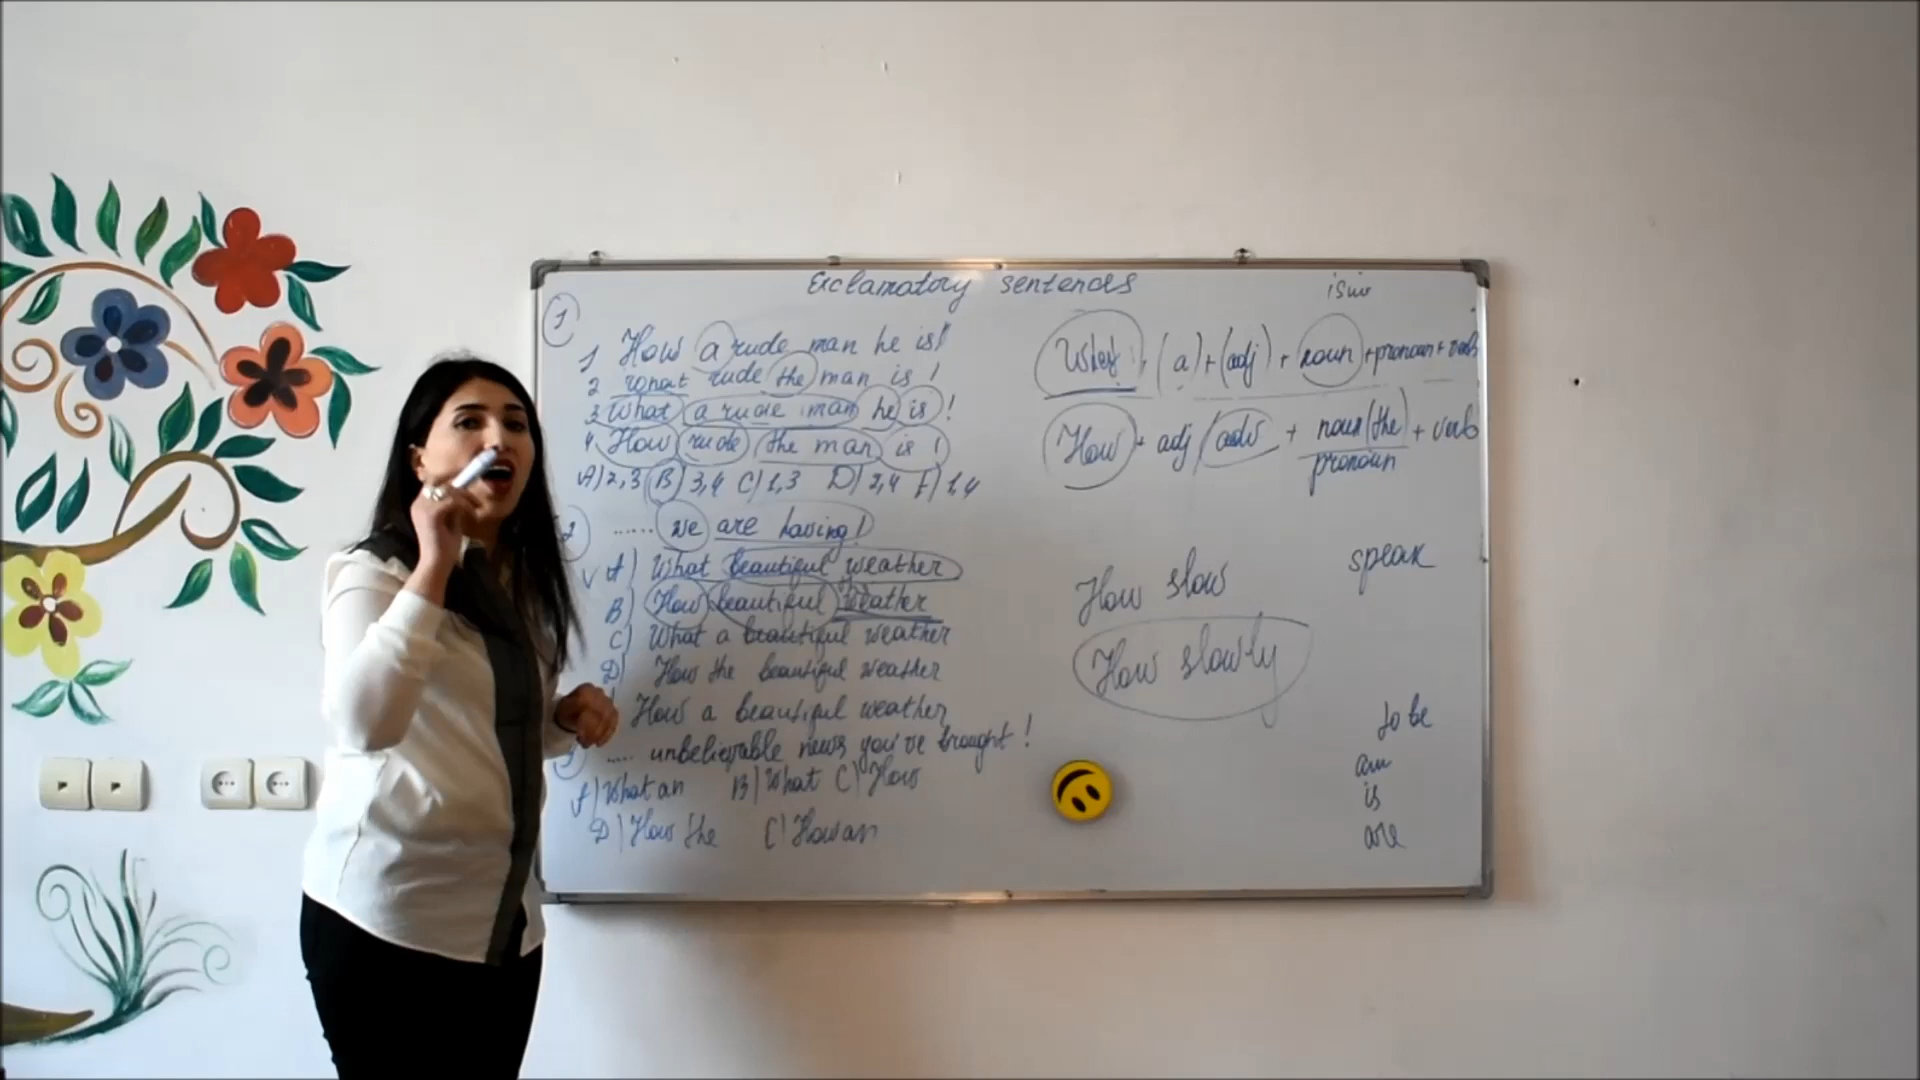 Exclamatory sentences
isim
1
1 How a rude man he is!
2 What rude the man is!
3 What a rude man he is!
4 How rude the man is!
A) 2,3 B) 3,4 C) 1,3 D) 2,4 E) 1,4
2 ...... we are having!
A) What beautiful weather
B) How beautiful weather
C) What a beautiful weather
D) How the beautiful weather
How a beautiful weather
3 ..... unbelievable news you've brought!
A) What an B) What C) How
D) How the C) How an
What + (a) + (adj) + noun + pronoun + verb
How + adj / adv + noun (the) + verb
pronoun
How slow
speak
How slowly
to be
am
is
are